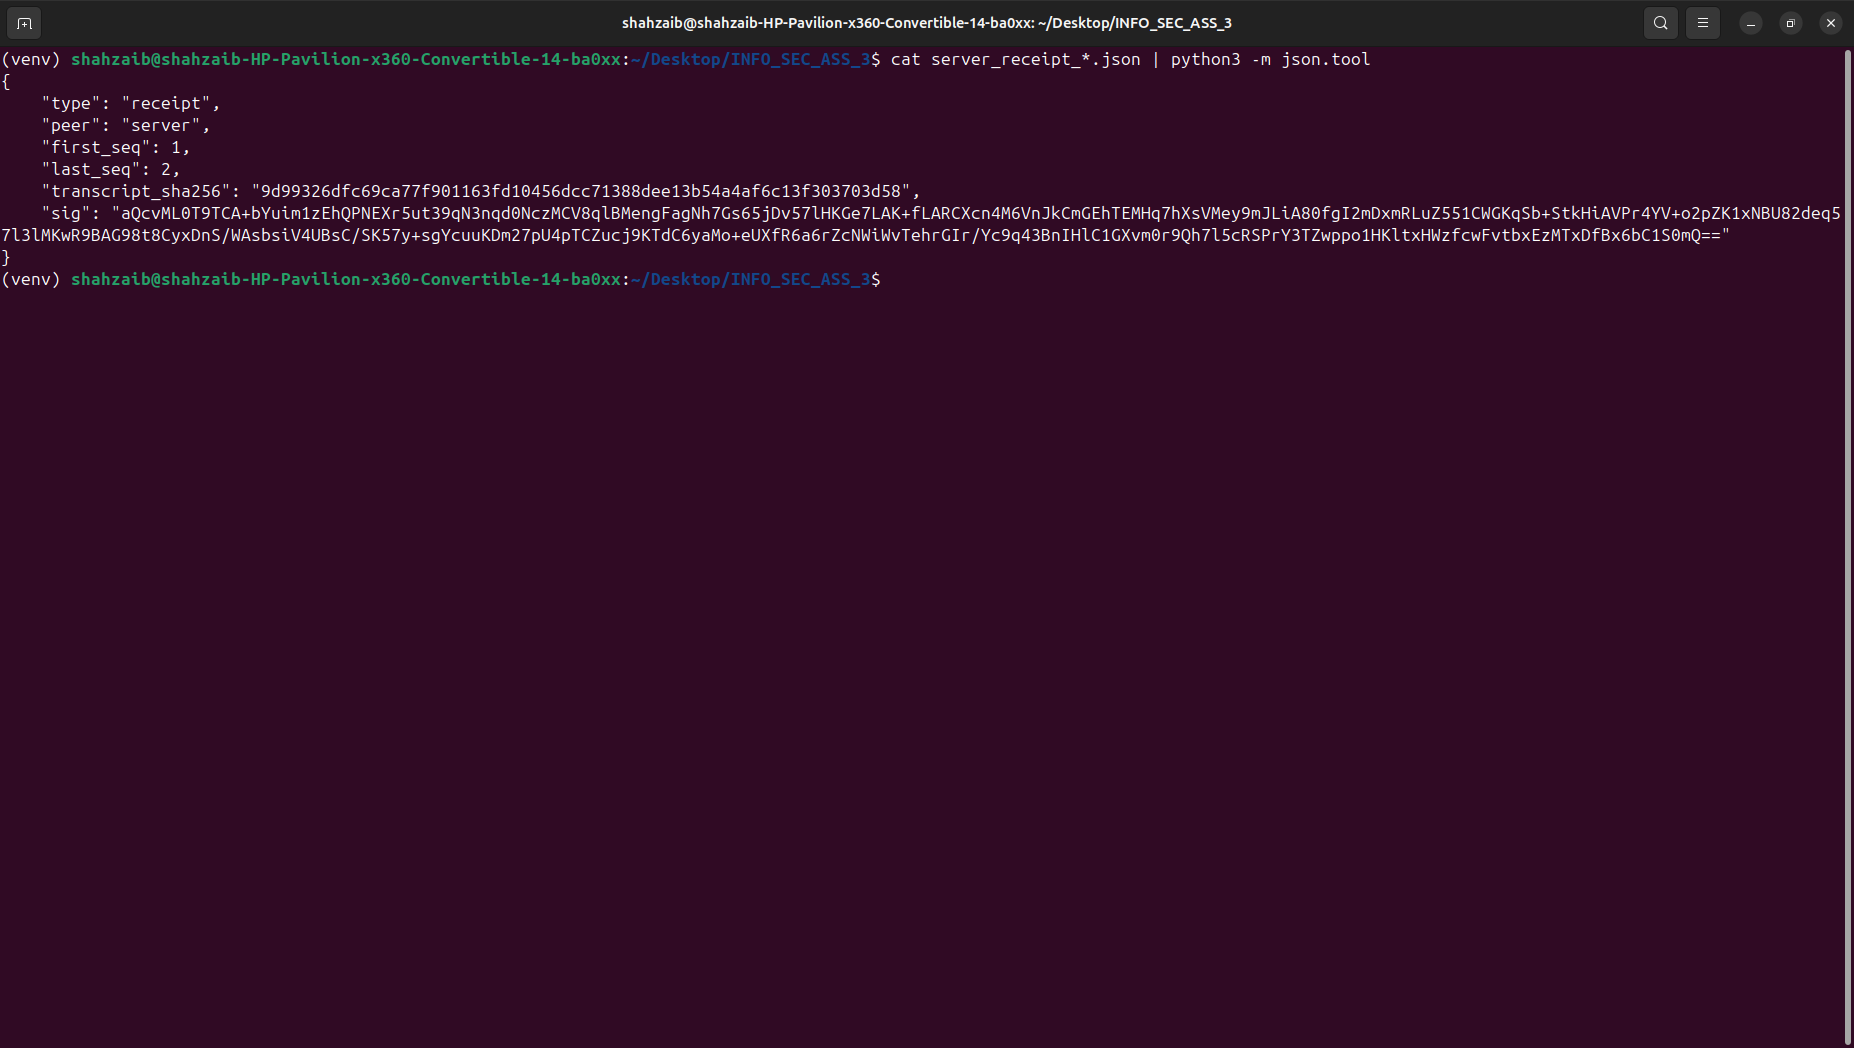 shahzaib@shahzaib-HP-Pavilion-x360-Convertible-14-ba0xx: ~/Desktop/INFO_SEC_ASS_3
(venv) shahzaib@shahzaib-HP-Pavilion-x360-Convertible-14-ba0xx:~/Desktop/INFO_SEC_ASS_3$ cat server_receipt_*.json | python3 -m json.tool
{
    "type": "receipt",
    "peer": "server",
    "first_seq": 1,
    "last_seq": 2,
    "transcript_sha256": "9d99326dfc69ca77f901163fd10456dcc71388dee13b54a4af6c13f303703d58",
    "sig": "aQcvML0T9TCA+bYuim1zEhQPNEXr5ut39qN3nqd0NczMCV8qlBMengFagNh7Gs65jDv57lHKGe7LAK+fLARCXcn4M6VnJkCmGEhTEMHq7hXsVMey9mJLiA80fgI2mDxmRLuZ551CWGKqSb+StkHiAVPr4YV+o2pZK1xNBU82deq5
7l3lMKwR9BAG98t8CyxDnS/WAsbsiV4UBsC/SK57y+sgYcuuKDm27pU4pTCZucj9KTdC6yaMo+eUXfR6a6rZcNWiWvTehrGIr/Yc9q43BnIHlC1GXvm0r9Qh7l5cRSPrY3TZwppo1HKltxHWzfcwFvtbxEzMTxDfBx6bC1S0mQ=="
}
(venv) shahzaib@shahzaib-HP-Pavilion-x360-Convertible-14-ba0xx:~/Desktop/INFO_SEC_ASS_3$